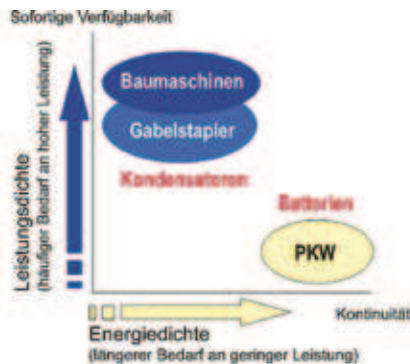 Sofortige Verfügbarkeit
Baumaschinen
Gabelstapler
Kondensatoren
Batterien
PKW
Leistungsdichte
(häufiger Bedarf an hoher Leistung)
Kontinuität
Energiedichte
(längerer Bedarf an geringer Leistung)